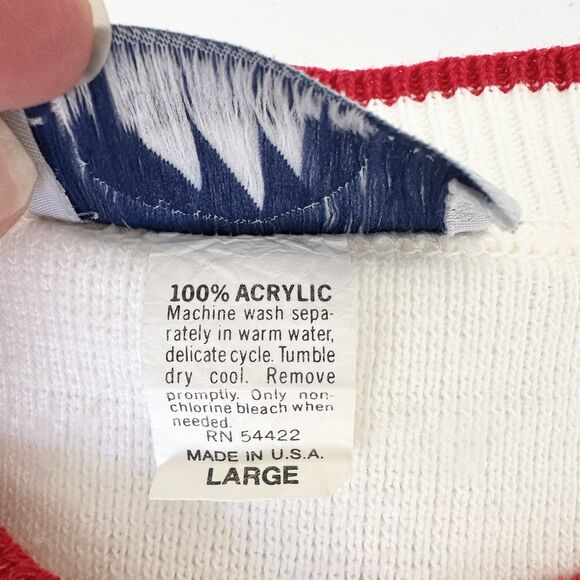 100% ACRYLIC
Machine wash sepa-
rately in warm water,
delicate cycle. Tumble
dry cool. Remove
promptly. Only non-
chlorine bleach when
needed.
RN 54422
MADE IN U.S.A.
LARGE